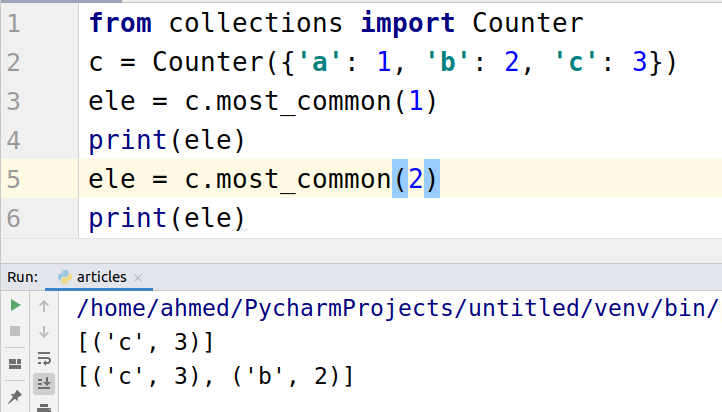 1 from collections import Counter
2 c = Counter({'a': 1, 'b': 2, 'c': 3})
3 ele = c.most_common(1)
4 print(ele)
5 ele = c.most_common(2)
6 print(ele)
Run: articles ×
/home/ahmed/PycharmProjects/untitled/venv/bin/
[('c', 3)]
[('c', 3), ('b', 2)]